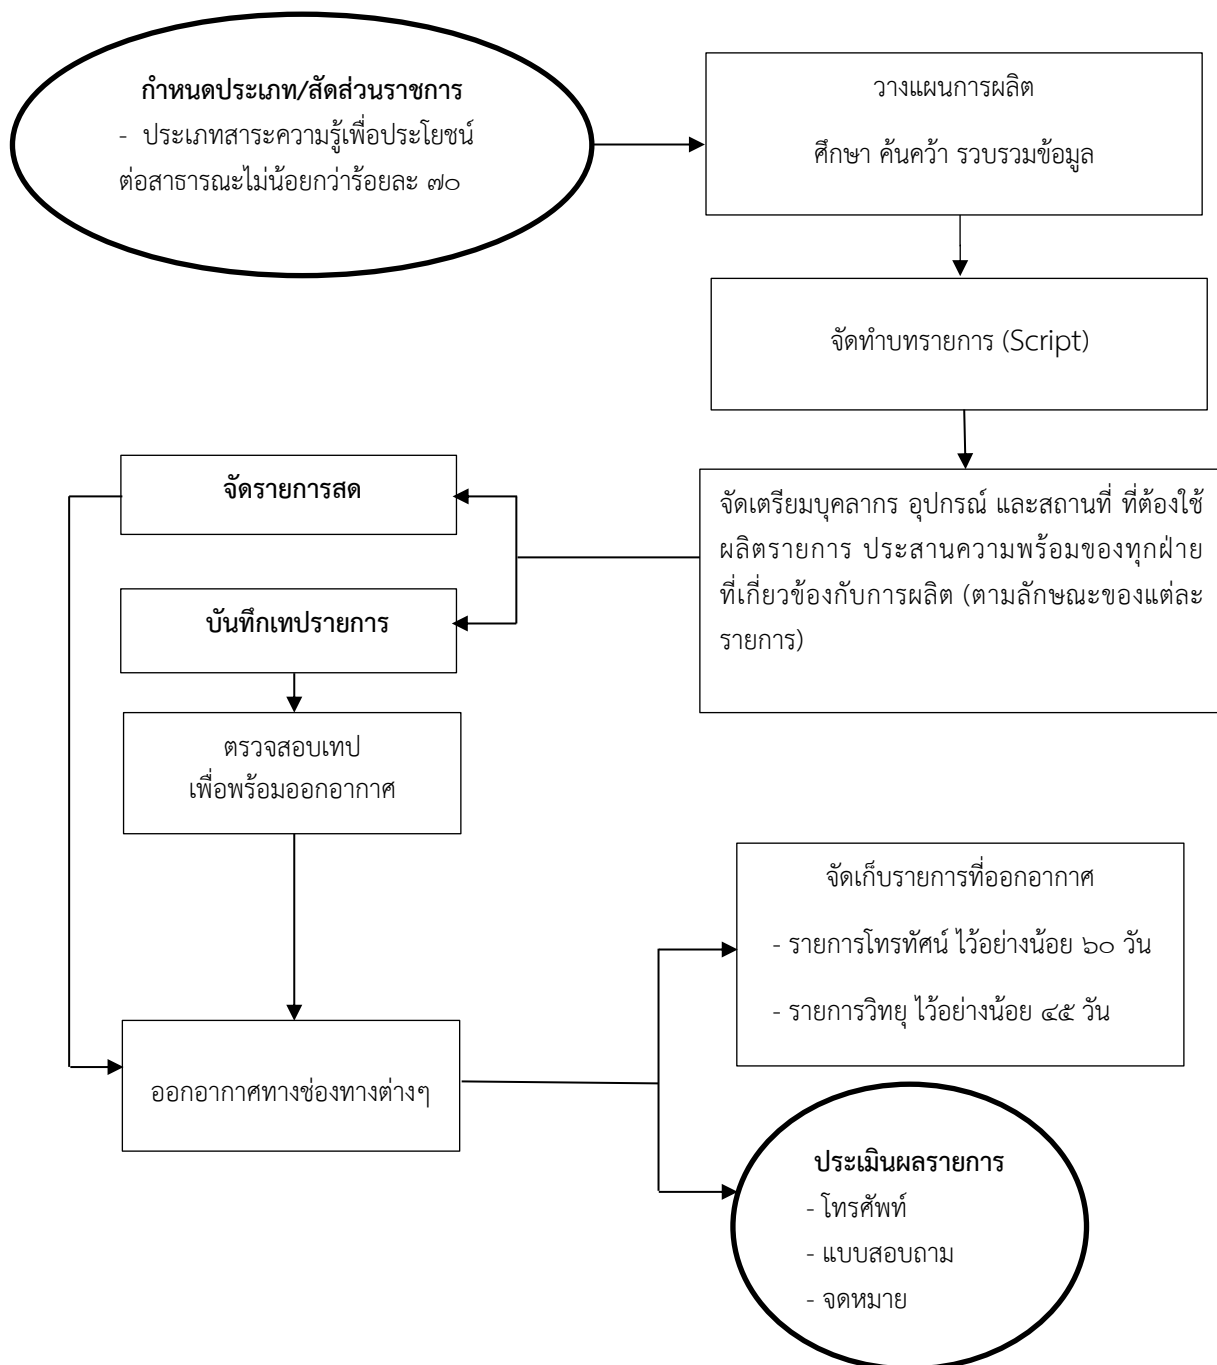 กำหนดประเภท/สัดส่วนราชการ
- ประเภทสาระความรู้เพื่อประโยชน์
ต่อสาธารณะไม่น้อยกว่าร้อยละ ๗๐
วางแผนการผลิต
ศึกษา ค้นคว้า รวบรวมข้อมูล
จัดทำบทรายการ (Script)
จัดเตรียมบุคลากร อุปกรณ์ และสถานที่ ที่ต้องใช้
ผลิตรายการ ประสานความพร้อมของทุกฝ่าย
ที่เกี่ยวข้องกับการผลิต (ตามลักษณะของแต่ละ
รายการ)
จัดรายการสด
บันทึกเทปรายการ
ตรวจสอบเทป
เพื่อพร้อมออกอากาศ
ออกอากาศทางช่องทางต่างๆ
จัดเก็บรายการที่ออกอากาศ
- รายการโทรทัศน์ ไว้อย่างน้อย ๖๐ วัน
- รายการวิทยุ ไว้อย่างน้อย ๔๕ วัน
ประเมินผลรายการ
- โทรศัพท์
- แบบสอบถาม
- จดหมาย